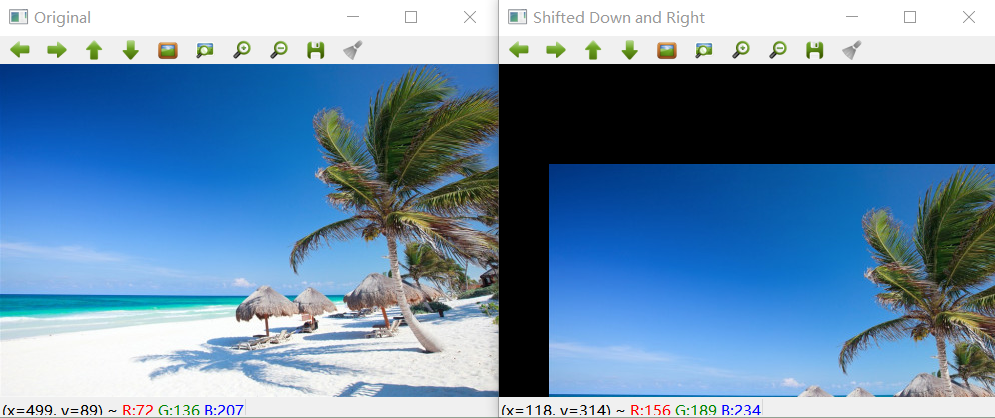 Original
Shifted Down and Right
(x=499, y=89) ~ R:72 G:136 B:207
(x=118, y=314) ~ R:156 G:189 B:234